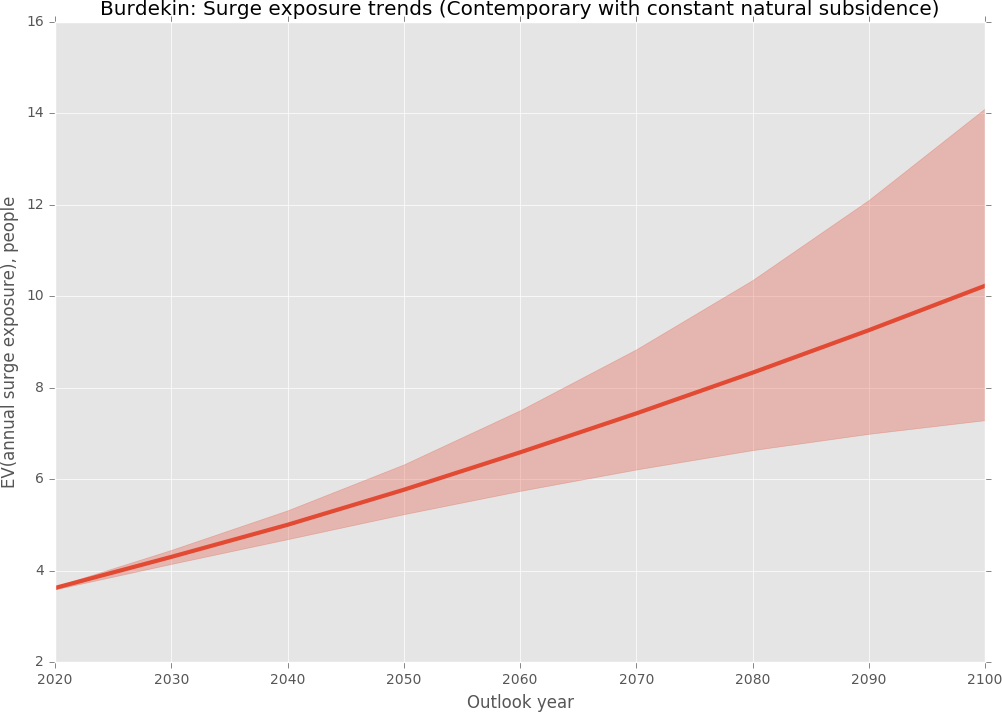 Burdekin: Surge exposure trends (Contemporary with constant natural subsidence)
EV(annual surge exposure), people
16
14
12
10
8
6
4
2
2020 2030 2040 2050 2060 2070 2080 2090 2100
Outlook year